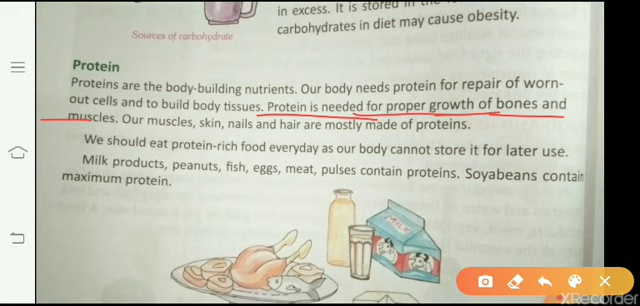 in excess. It is stored in the
carbohydrates in diet may cause obesity.
Sources of carbohydrate
Protein
Proteins are the body-building nutrients. Our body needs protein for repair of worn-
out cells and to build body tissues. Protein is needed for proper growth of bones and
muscles. Our muscles, skin, nails and hair are mostly made of proteins.
We should eat protein-rich food everyday as our body cannot store it for later use.
Milk products, peanuts, fish, eggs, meat, pulses contain proteins. Soyabeans contain
maximum protein.
MILK
XRecorder